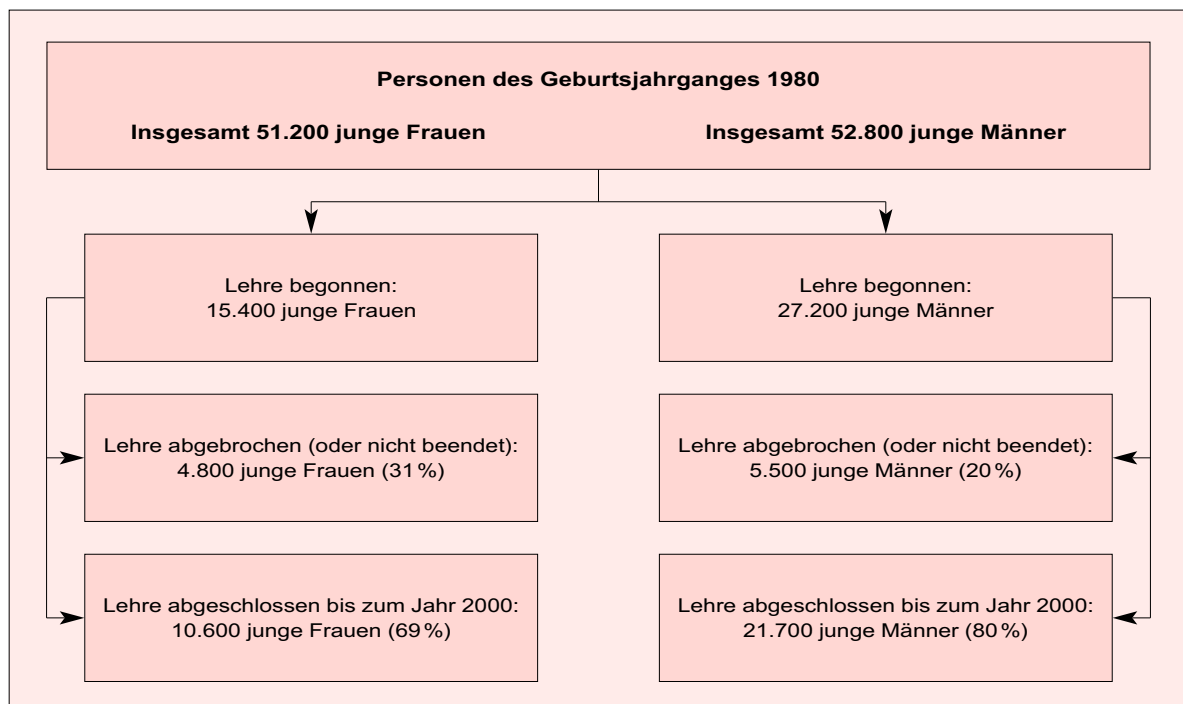 Personen des Geburtsjahrganges 1980
Insgesamt 51.200 junge Frauen
Insgesamt 52.800 junge Männer
Lehre begonnen:
15.400 junge Frauen
Lehre begonnen:
27.200 junge Männer
Lehre abgebrochen (oder nicht beendet):
4.800 junge Frauen (31 %)
Lehre abgebrochen (oder nicht beendet):
5.500 junge Männer (20 %)
Lehre abgeschlossen bis zum Jahr 2000:
10.600 junge Frauen (69 %)
Lehre abgeschlossen bis zum Jahr 2000:
21.700 junge Männer (80 %)